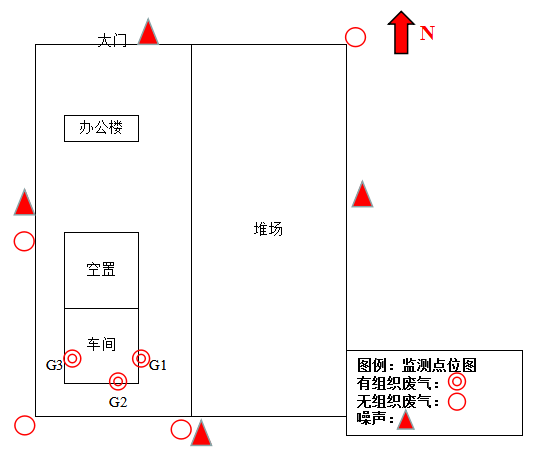 大门
N
办公楼
堆场
空置
车间
G3
G1
G2
图例：监测点位图
有组织废气：
无组织废气：
噪声：